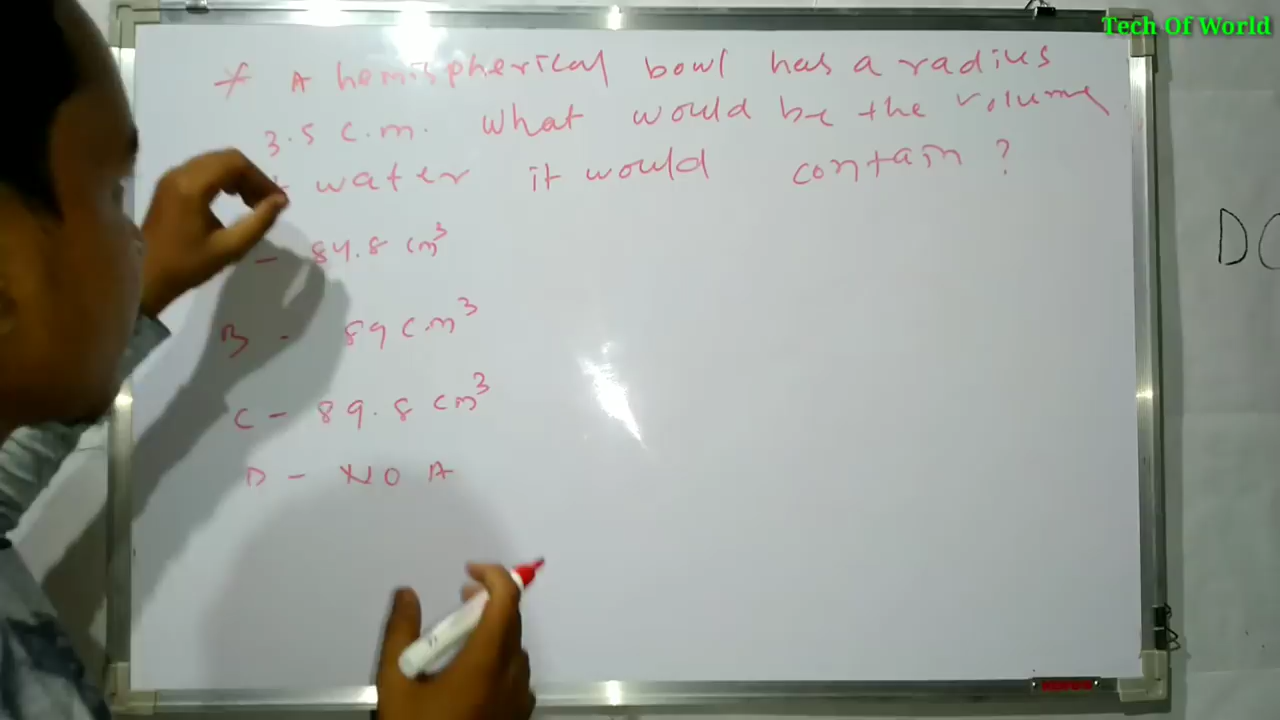 Tech Of World
* A hemispherical bowl has a radius
3.5 c.m. What would be the volume
water it would contain ?
- 84.8 cm³
B - 89 cm³
C - 89.8 cm³
D - NO A
DO